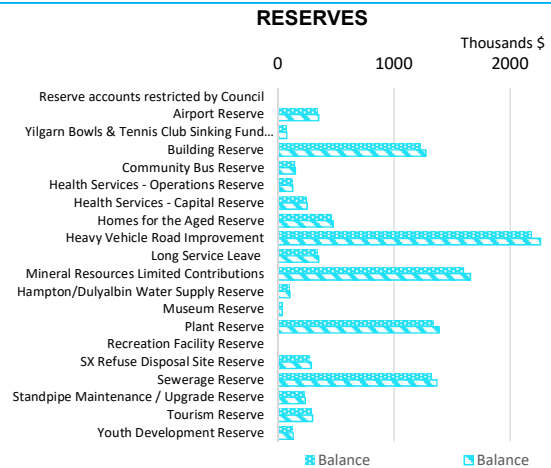 RESERVES
Thousands $
0 1000 2000
Reserve accounts restricted by Council
Airport Reserve
Yilgarn Bowls & Tennis Club Sinking Fund...
Building Reserve
Community Bus Reserve
Health Services - Operations Reserve
Health Services - Capital Reserve
Homes for the Aged Reserve
Heavy Vehicle Road Improvement
Long Service Leave
Mineral Resources Limited Contributions
Hampton/Dulyalbin Water Supply Reserve
Museum Reserve
Plant Reserve
Recreation Facility Reserve
SX Refuse Disposal Site Reserve
Sewerage Reserve
Standpipe Maintenance / Upgrade Reserve
Tourism Reserve
Youth Development Reserve
Balance Balance